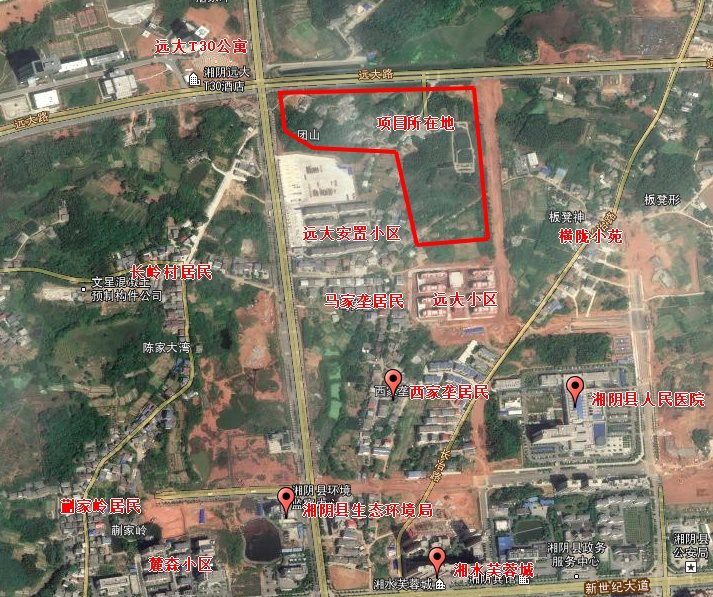 远大T30公寓
湘阴远大
T30酒店
远大路
远大路
项目所在地
团山
板凳形
板凳神
横陇小苑
远大安置小区
长岭村居民
文星混凝土
预制构件公司
马家垄居民
远大小区
陈家大湾
西家垄居民
湘阴县人民医院
长治路
湘阴县环境
湘阴县生态环境局
蒯家岭居民
蒯家岭
麓森小区
湘水芙蓉城
湘水芙蓉城
湘阴宾馆
湘阴县政务
服务中心
湘阴县
公安局
新世纪大道